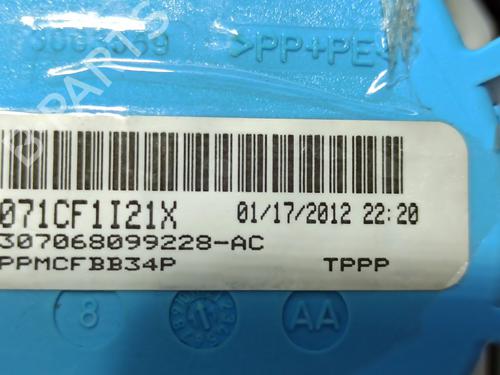 >PP+PE<
071CF1I21X 01/17/2012 22:20
307068099228-AC
PPMCFBB34P TPPP
8 AA